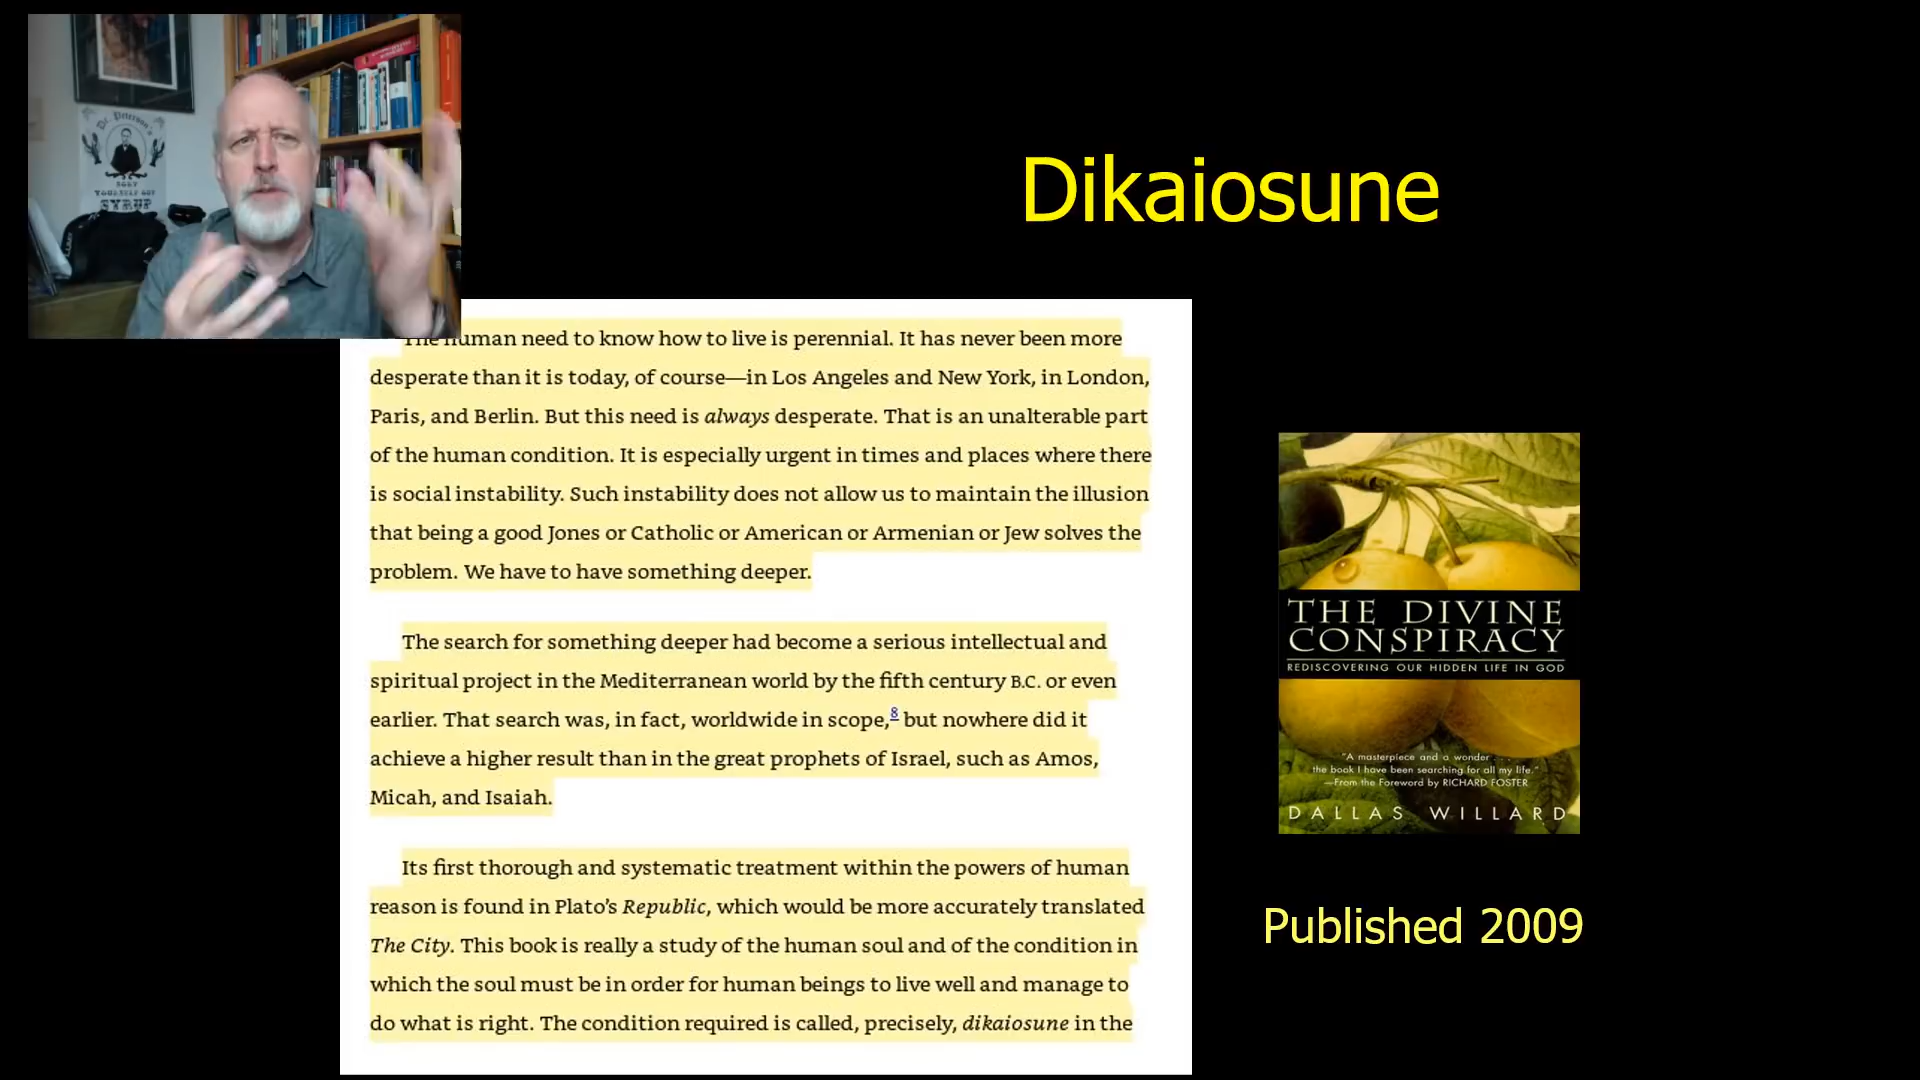 Dr. Peterson's
BODY
YOURSELF OUT
SYRUP
Dikaiosune
The human need to know how to live is perennial. It has never been more
desperate than it is today, of course—in Los Angeles and New York, in London,
Paris, and Berlin. But this need is always desperate. That is an unalterable part
of the human condition. It is especially urgent in times and places where there
is social instability. Such instability does not allow us to maintain the illusion
that being a good Jones or Catholic or American or Armenian or Jew solves the
problem. We have to have something deeper.
The search for something deeper had become a serious intellectual and
spiritual project in the Mediterranean world by the fifth century B.C. or even
earlier. That search was, in fact, worldwide in scope,8 but nowhere did it
achieve a higher result than in the great prophets of Israel, such as Amos,
Micah, and Isaiah.
Its first thorough and systematic treatment within the powers of human
reason is found in Plato's Republic, which would be more accurately translated
The City. This book is really a study of the human soul and of the condition in
which the soul must be in order for human beings to live well and manage to
do what is right. The condition required is called, precisely, dikaiosune in the
THE DIVINE
CONSPIRACY
REDISCOVERING OUR HIDDEN LIFE IN GOD
"A masterpiece and a wonder . . .
the book I have been searching for all my life."
—From the Foreword by RICHARD FOSTER
DALLAS WILLARD
Published 2009